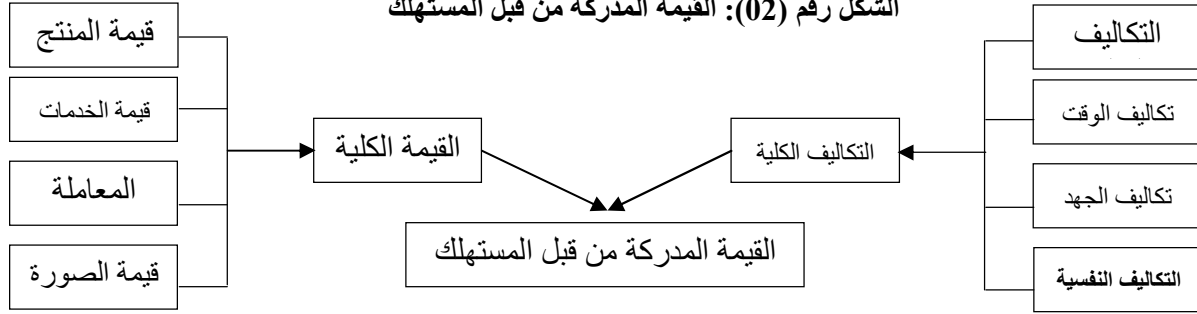 الشكل رقم (02): القيمة المدركة من قبل المستهلك
التكاليف
قيمة المنتج
تكاليف الوقت
قيمة الخدمات
التكاليف الكلية
القيمة الكلية
تكاليف الجهد
المعاملة
القيمة المدركة من قبل المستهلك
التكاليف النفسية
قيمة الصورة